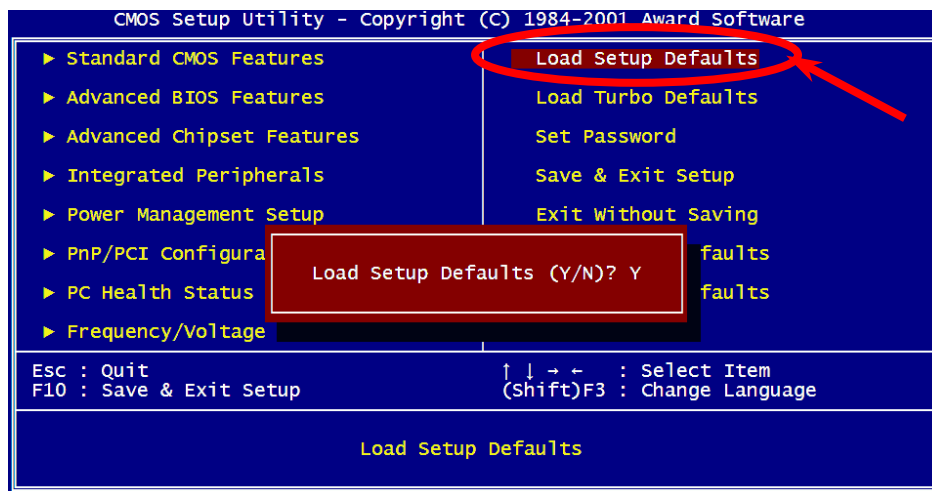 CMOS Setup Utility - Copyright (C) 1984-2001 Award Software
► Standard CMOS Features
► Advanced BIOS Features
► Advanced Chipset Features
► Integrated Peripherals
► Power Management Setup
► PnP/PCI Configura
► PC Health Status
► Frequency/Voltage
Load Setup Defaults
Load Turbo Defaults
Set Password
Save & Exit Setup
Exit Without Saving
faults
faults
Load Setup Defaults (Y/N)? Y
Esc : Quit
F10 : Save & Exit Setup
↑ ↓ → ← : Select Item
(Shift)F3 : Change Language
Load Setup Defaults